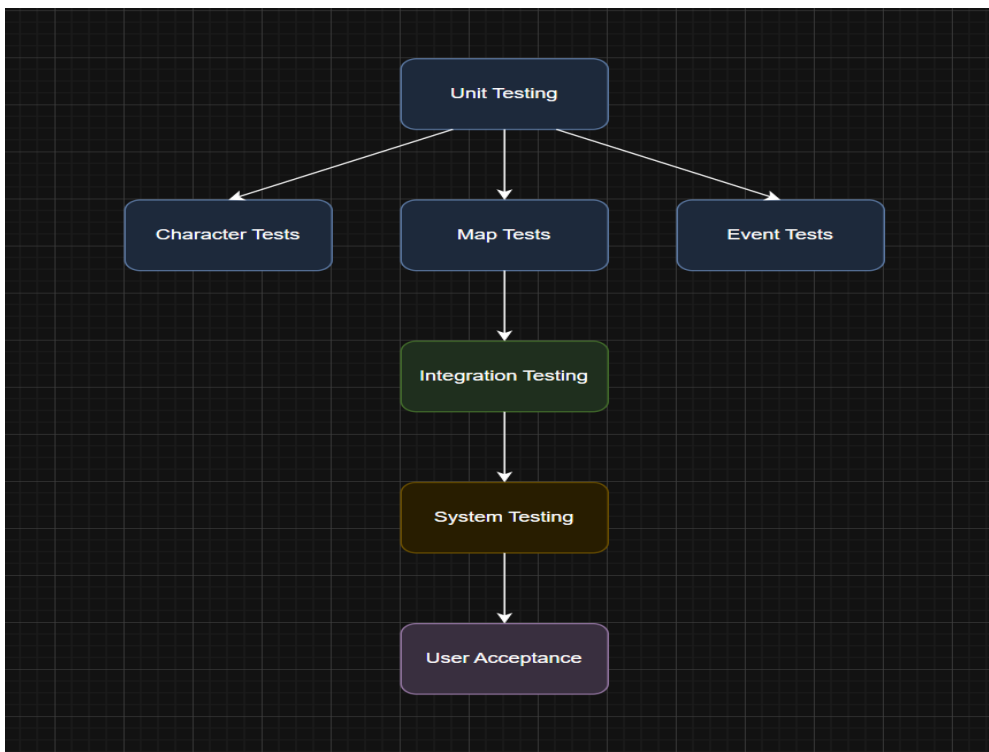 Unit Testing
Character Tests
Map Tests
Event Tests
Integration Testing
System Testing
User Acceptance